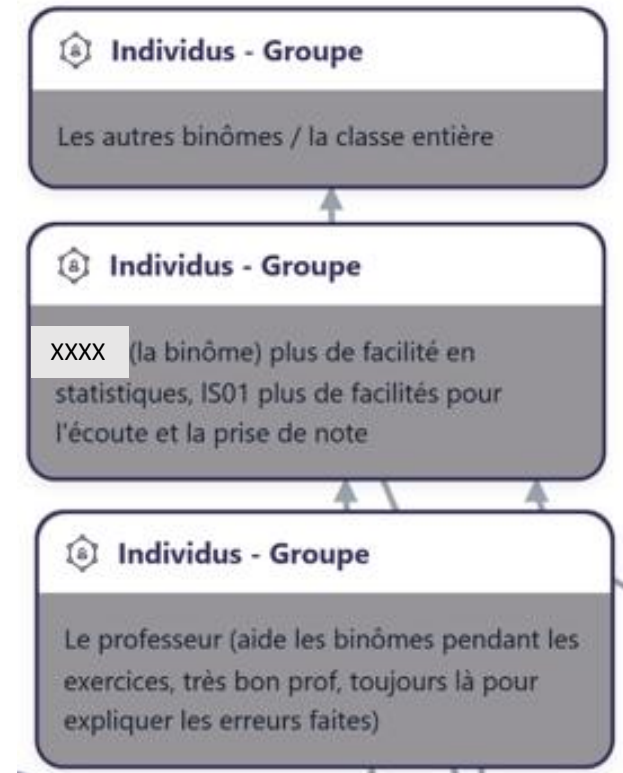 Individus - Groupe
Les autres binômes / la classe entière
Individus - Groupe
XXXX (la binôme) plus de facilité en
statistiques, IS01 plus de facilités pour
l'écoute et la prise de note
Individus - Groupe
Le professeur (aide les binômes pendant les
exercices, très bon prof, toujours là pour
expliquer les erreurs faites)